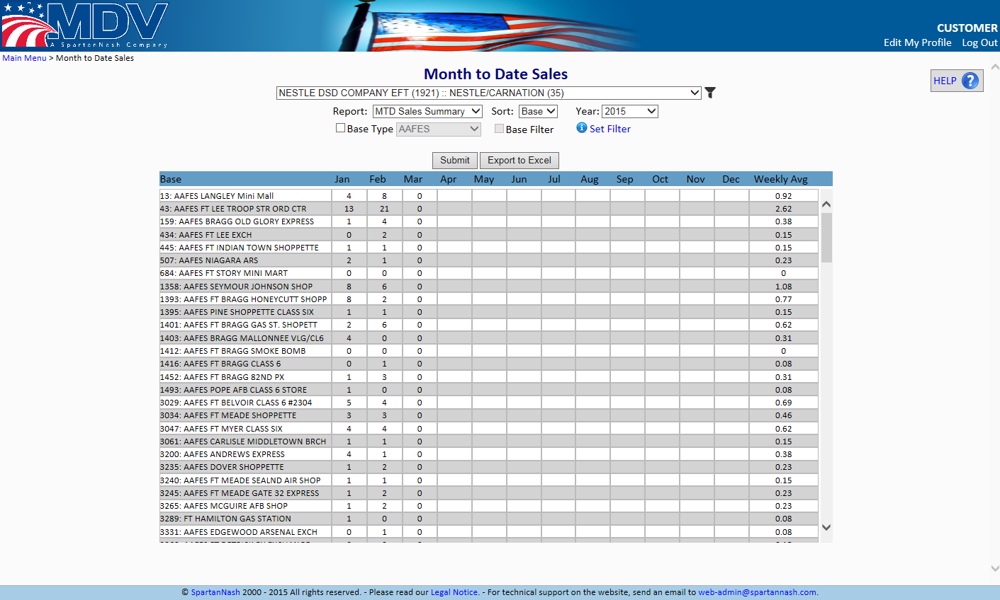 MDV
A SpartanNash Company
CUSTOMER
Edit My Profile Log Out
Main Menu > Month to Date Sales
Month to Date Sales
HELP ?
NESTLE DSD COMPANY EFT (1921) :: NESTLE/CARNATION (35)
Report: MTD Sales Summary Sort: Base Year: 2015
Base Type AAFES Base Filter i Set Filter
Submit Export to Excel
Base Jan Feb Mar Apr May Jun Jul Aug Sep Oct Nov Dec Weekly Avg
13: AAFES LANGLEY Mini Mall 4 8 0 0.92
43: AAFES FT LEE TROOP STR ORD CTR 13 21 0 2.62
159: AAFES BRAGG OLD GLORY EXPRESS 1 4 0 0.38
434: AAFES FT LEE EXCH 0 2 0 0.15
445: AAFES FT INDIAN TOWN SHOPPETTE 1 1 0 0.15
507: AAFES NIAGARA ARS 2 1 0 0.23
684: AAFES FT STORY MINI MART 0 0 0 0
1358: AAFES SEYMOUR JOHNSON SHOP 8 6 0 1.08
1393: AAFES FT BRAGG HONEYCUTT SHOPP 8 2 0 0.77
1395: AAFES PINE SHOPPETTE CLASS SIX 1 1 0 0.15
1401: AAFES FT BRAGG GAS ST. SHOPETT 2 6 0 0.62
1403: AAFES BRAGG MALLONNEE VLG/CL6 4 0 0 0.31
1412: AAFES FT BRAGG SMOKE BOMB 0 0 0 0
1416: AAFES FT BRAGG CLASS 6 0 1 0 0.08
1452: AAFES FT BRAGG 82ND PX 1 3 0 0.31
1493: AAFES POPE AFB CLASS 6 STORE 1 0 0 0.08
3029: AAFES FT BELVOIR CLASS 6 #2304 5 4 0 0.69
3034: AAFES FT MEADE SHOPPETTE 3 3 0 0.46
3047: AAFES FT MYER CLASS SIX 4 4 0 0.62
3061: AAFES CARLISLE MIDDLETOWN BRCH 1 1 0 0.15
3200: AAFES ANDREWS EXPRESS 4 1 0 0.38
3235: AAFES DOVER SHOPPETTE 1 2 0 0.23
3240: AAFES FT MEADE SEALND AIR SHOP 1 1 0 0.15
3245: AAFES FT MEADE GATE 32 EXPRESS 1 2 0 0.23
3265: AAFES MCGUIRE AFB SHOP 1 2 0 0.23
3289: FT HAMILTON GAS STATION 1 0 0 0.08
3331: AAFES EDGEWOOD ARSENAL EXCH 0 1 0 0.08
© SpartanNash 2000 - 2015 All rights reserved. - Please read our Legal Notice. - For technical support on the website, send an email to web-admin@spartannash.com.